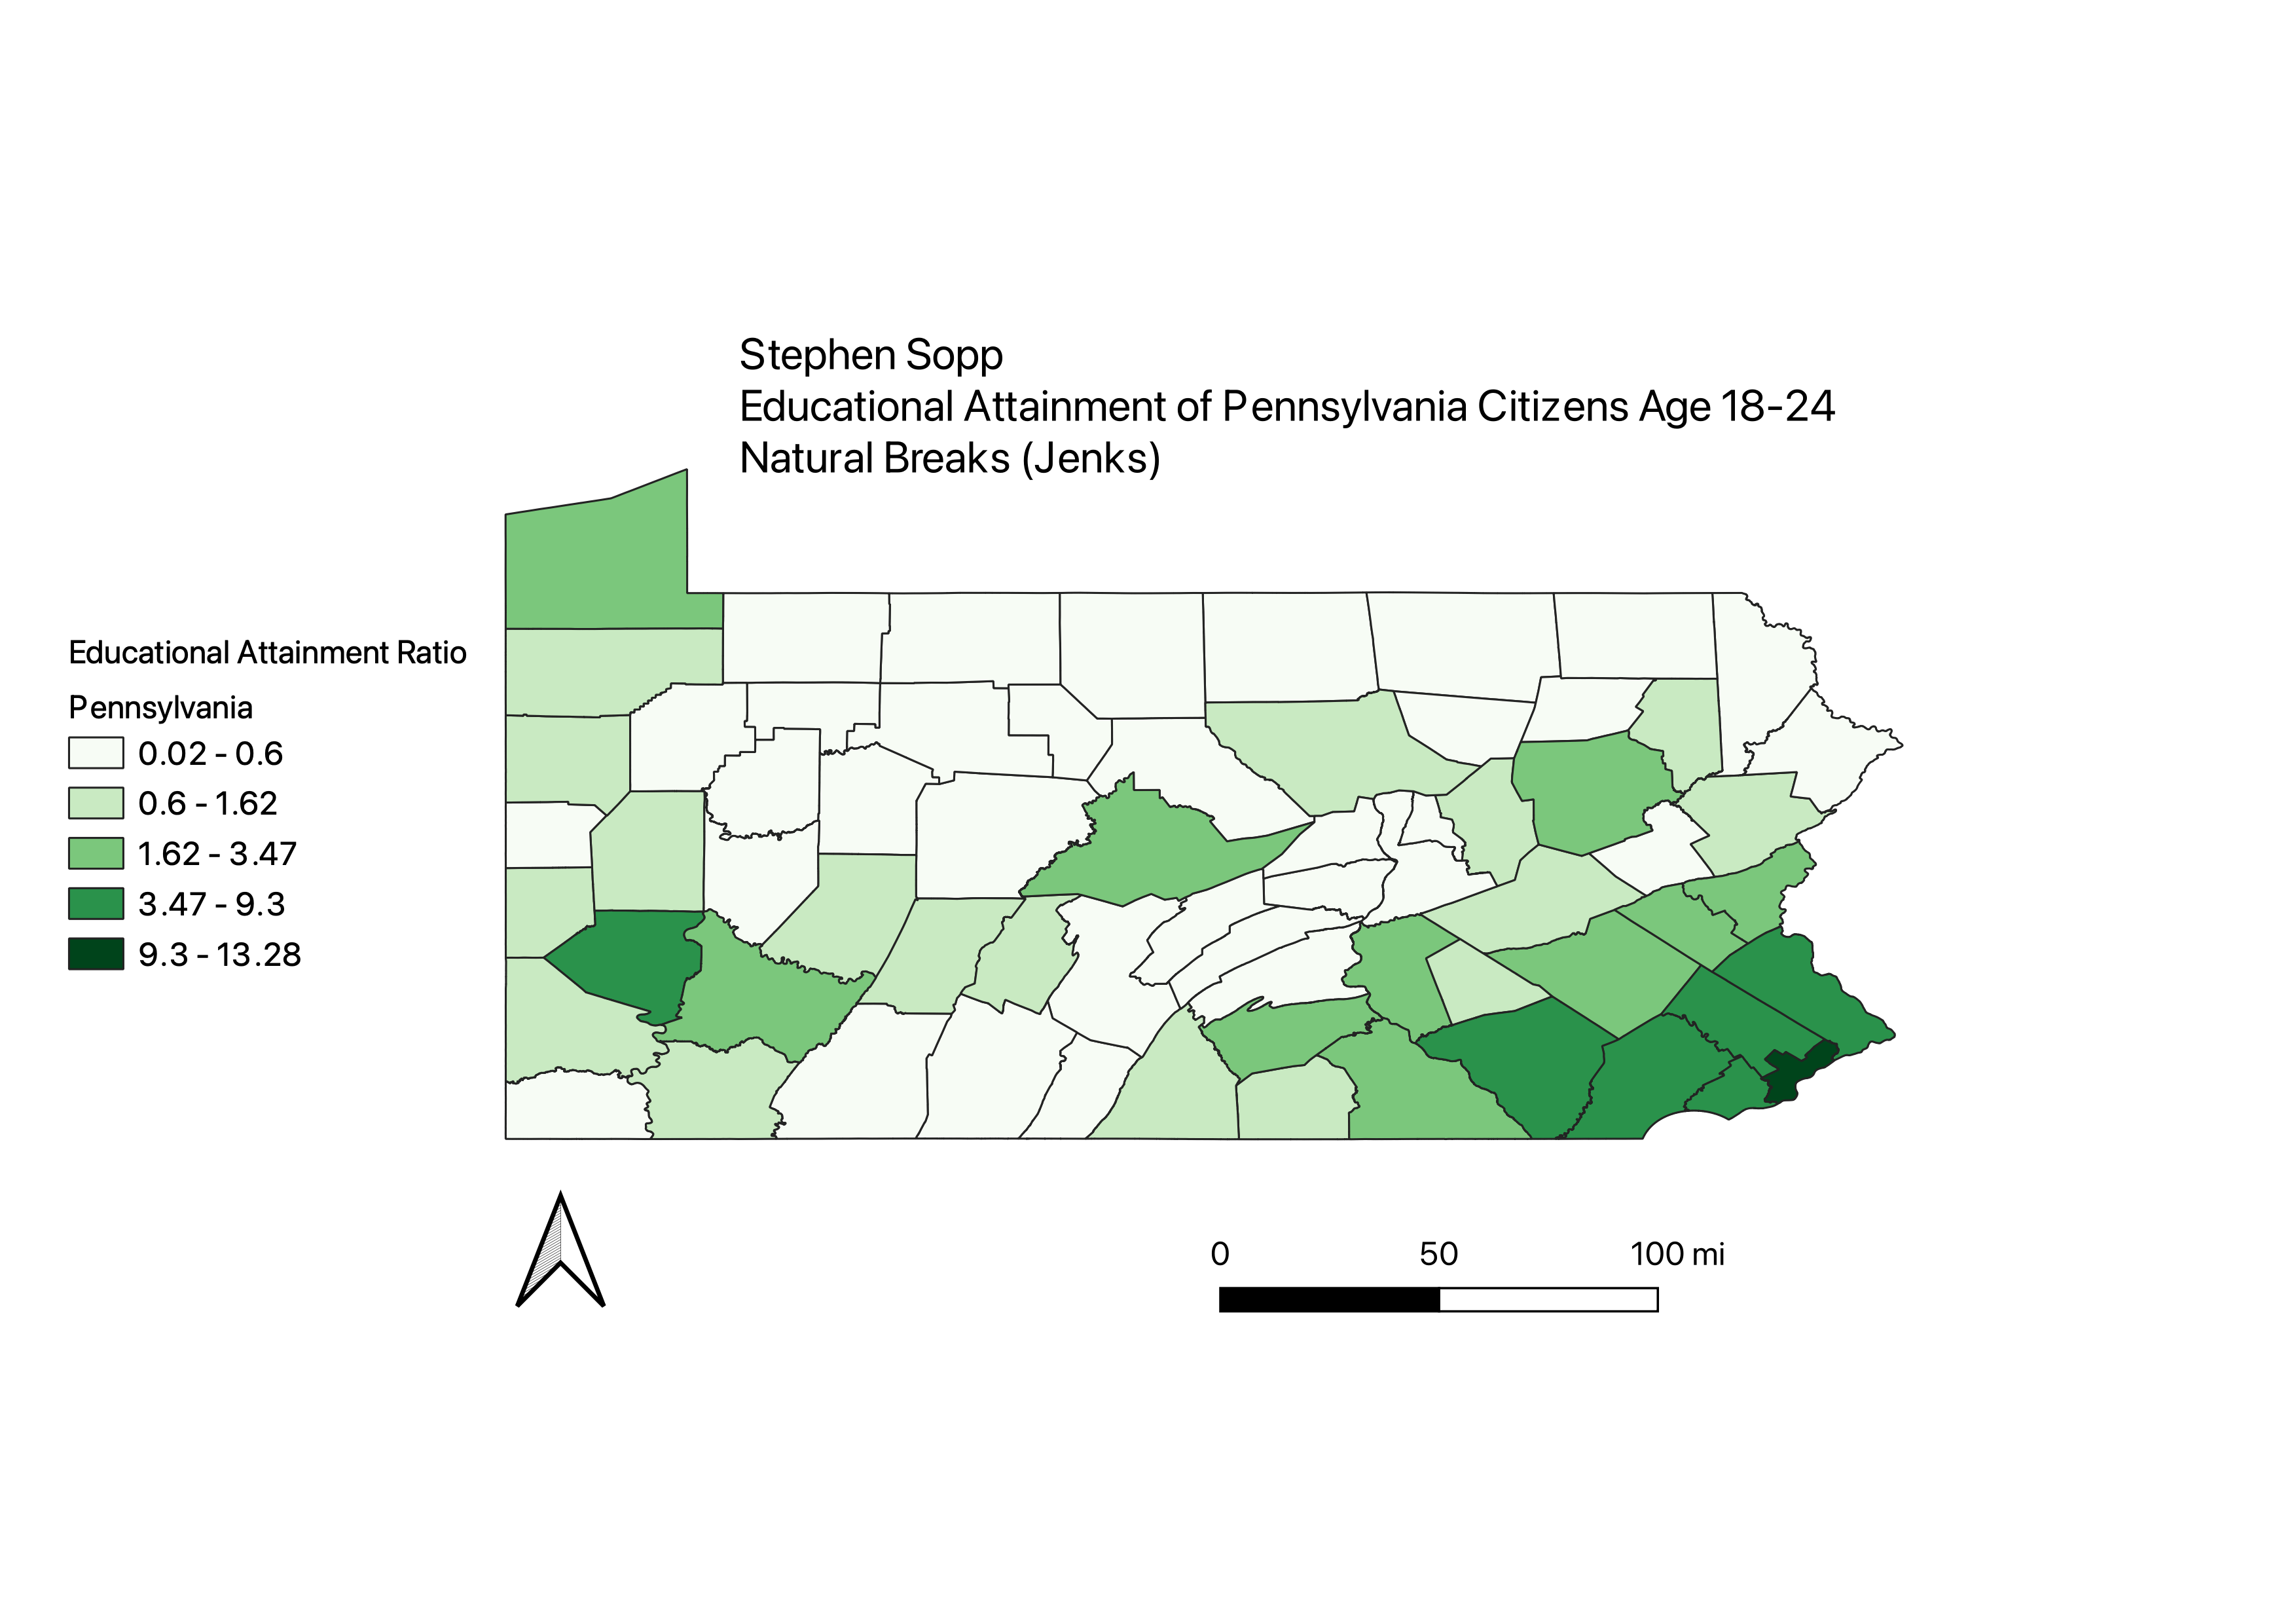 Stephen Sopp
Educational Attainment of Pennsylvania Citizens Age 18-24
Natural Breaks (Jenks)
Educational Attainment Ratio
Pennsylvania
0.02 - 0.6
0.6 - 1.62
1.62 - 3.47
3.47 - 9.3
9.3 - 13.28
0 50 100 mi